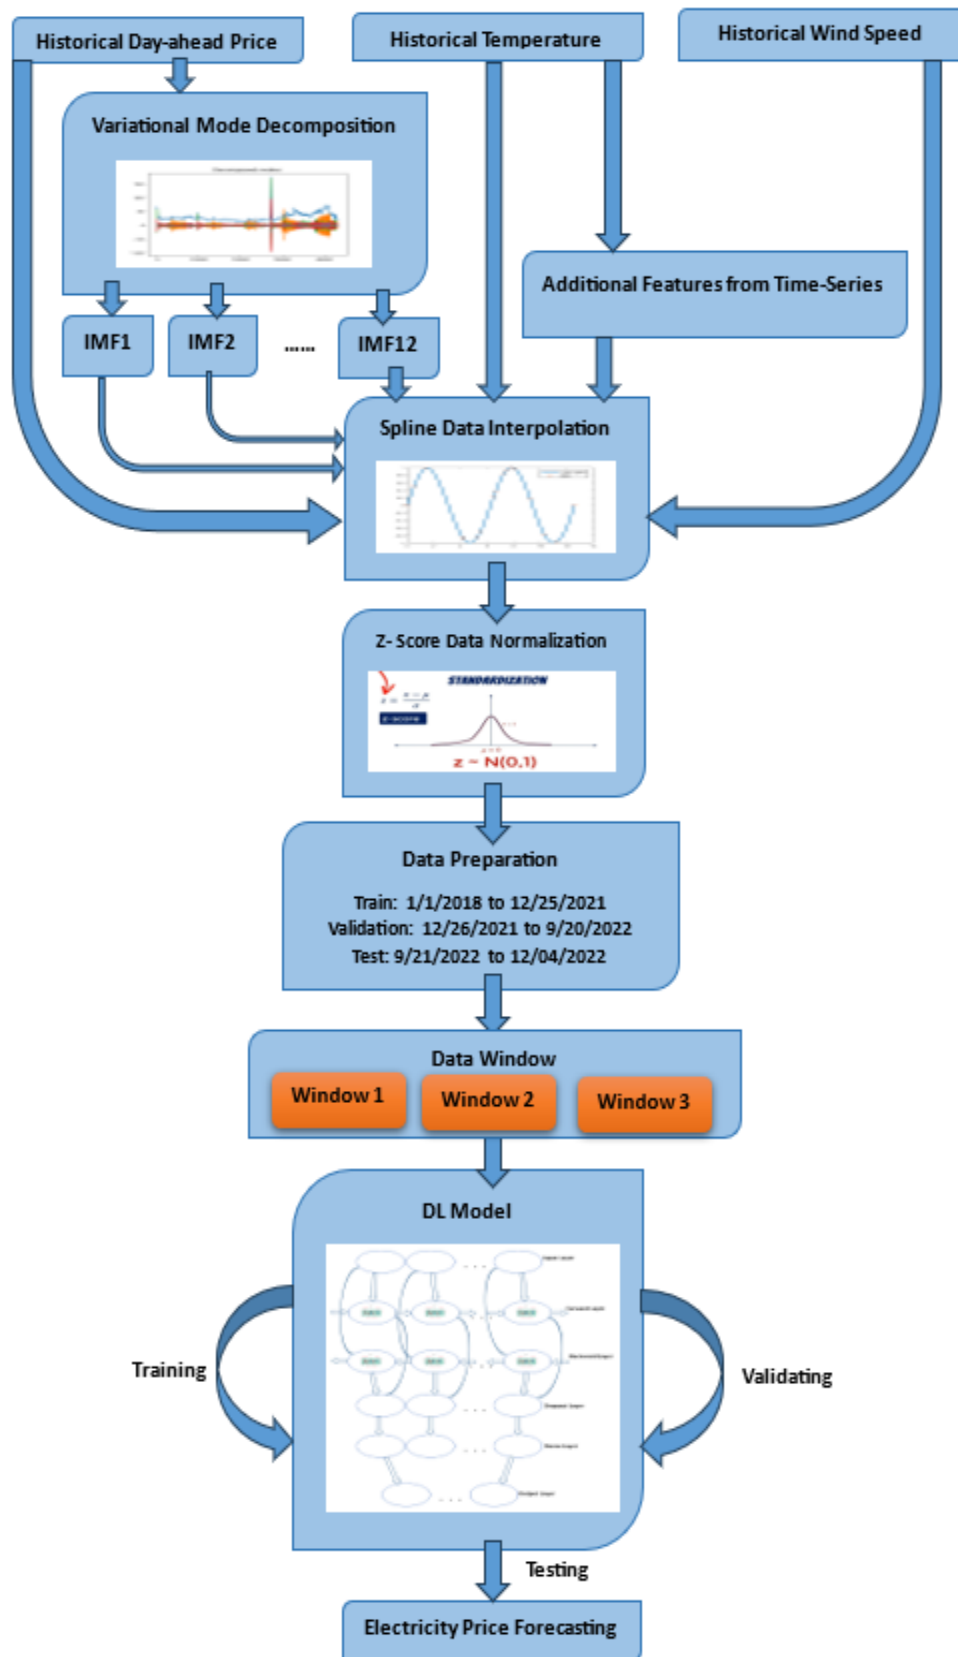 Historical Day-ahead Price
Historical Temperature
Historical Wind Speed
Variational Mode Decomposition
Additional Features from Time-Series
IMF1
IMF2
......
IMF12
Spline Data Interpolation
Z- Score Data Normalization
STANDARDIZATION
z-score
z ~ N(0,1)
Data Preparation
Train: 1/1/2018 to 12/25/2021
Validation: 12/26/2021 to 9/20/2022
Test: 9/21/2022 to 12/04/2022
Data Window
Window 1
Window 2
Window 3
DL Model
Training
Validating
Testing
Electricity Price Forecasting